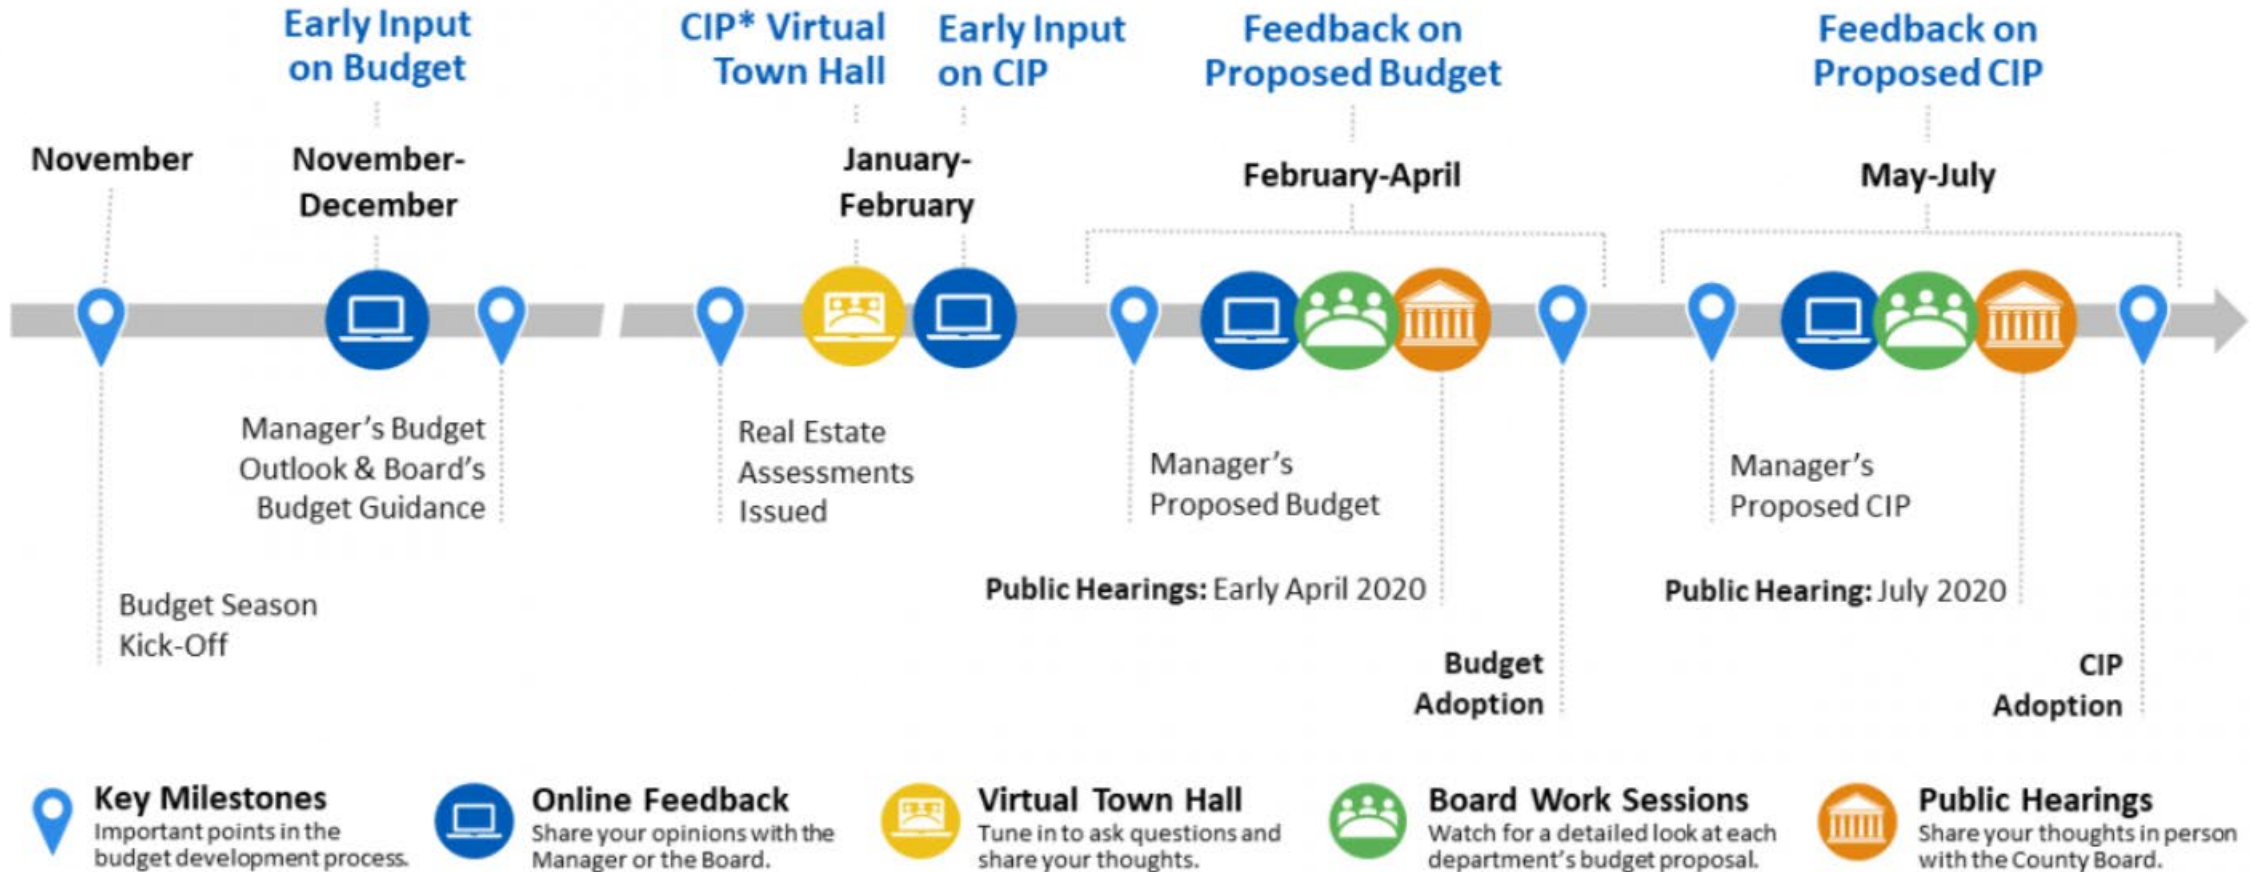 Early Input
on Budget
CIP* Virtual
Town Hall
Early Input
on CIP
Feedback on
Proposed Budget
Feedback on
Proposed CIP
November
November-
December
January-
February
February-April
May-July
Manager's Budget
Outlook & Board's
Budget Guidance
Real Estate
Assessments
Issued
Manager's
Proposed Budget
Manager's
Proposed CIP
Budget Season
Kick-Off
Public Hearings: Early April 2020
Public Hearing: July 2020
Budget
Adoption
CIP
Adoption
Key Milestones
Important points in the
budget development process.
Online Feedback
Share your opinions with the
Manager or the Board.
Virtual Town Hall
Tune in to ask questions and
share your thoughts.
Board Work Sessions
Watch for a detailed look at each
department's budget proposal.
Public Hearings
Share your thoughts in person
with the County Board.